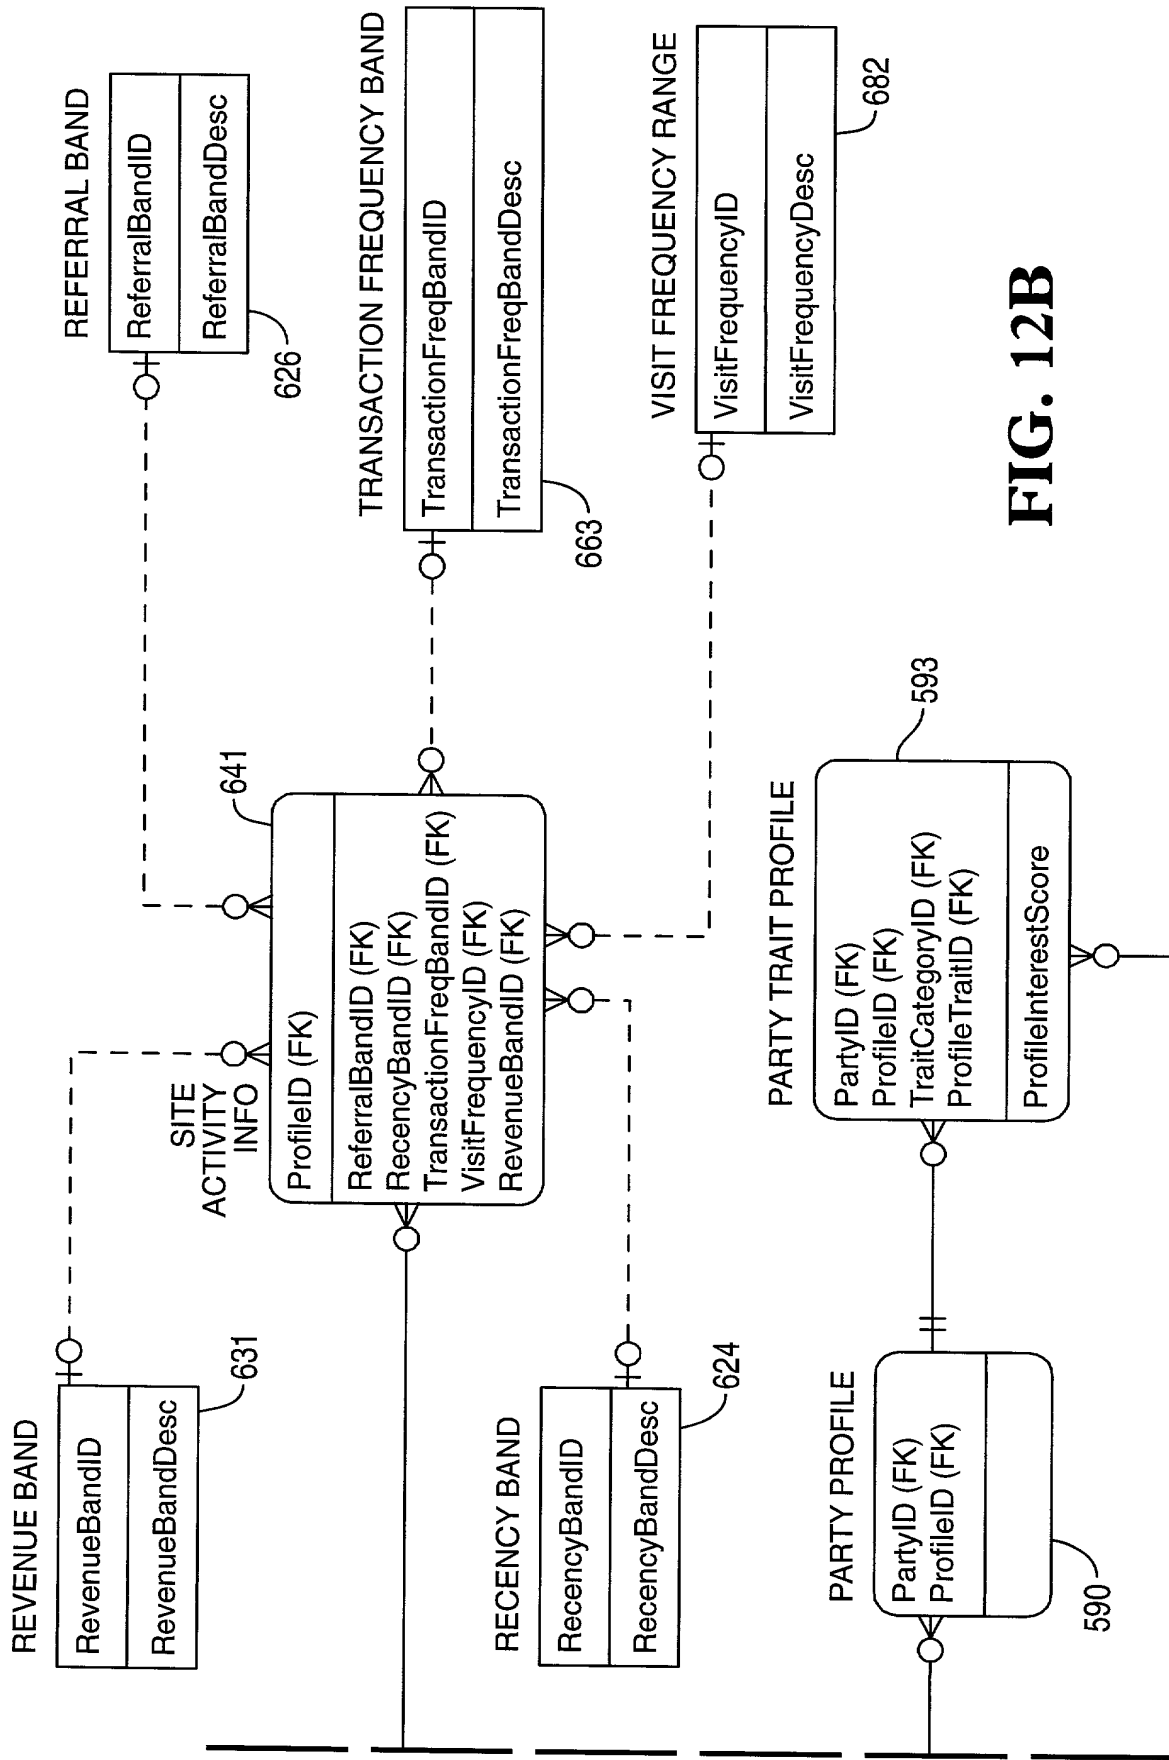 REVENUE BAND
RevenueBandID
RevenueBandDesc
631
REFERRAL BAND
ReferralBandID
ReferralBandDesc
626
SITE
ACTIVITY
INFO
641
ProfileID (FK)
ReferralBandID (FK)
RecencyBandID (FK)
TransactionFreqBandID (FK)
VisitFrequencyID (FK)
RevenueBandID (FK)
TRANSACTION FREQUENCY BAND
TransactionFreqBandID
TransactionFreqBandDesc
663
RECENCY BAND
RecencyBandID
RecencyBandDesc
624
VISIT FREQUENCY RANGE
VisitFrequencyID
VisitFrequencyDesc
682
PARTY PROFILE
PartyID (FK)
ProfileID (FK)
590
PARTY TRAIT PROFILE
593
PartyID (FK)
ProfileID (FK)
TraitCategoryID (FK)
ProfileTraitID (FK)
ProfileInterestScore
FIG. 12B